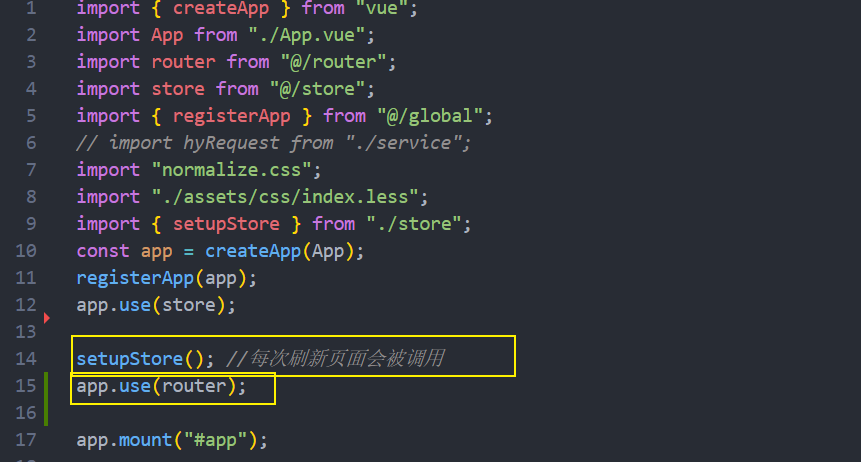 1 import { createApp } from "vue";
2 import App from "./App.vue";
3 import router from "@/router";
4 import store from "@/store";
5 import { registerApp } from "@/global";
6 // import hyRequest from "./service";
7 import "normalize.css";
8 import "./assets/css/index.less";
9 import { setupStore } from "./store";
10 const app = createApp(App);
11 registerApp(app);
12 app.use(store);
13
14 setupStore(); //每次刷新页面会被调用
15 app.use(router);
16
17 app.mount("#app");